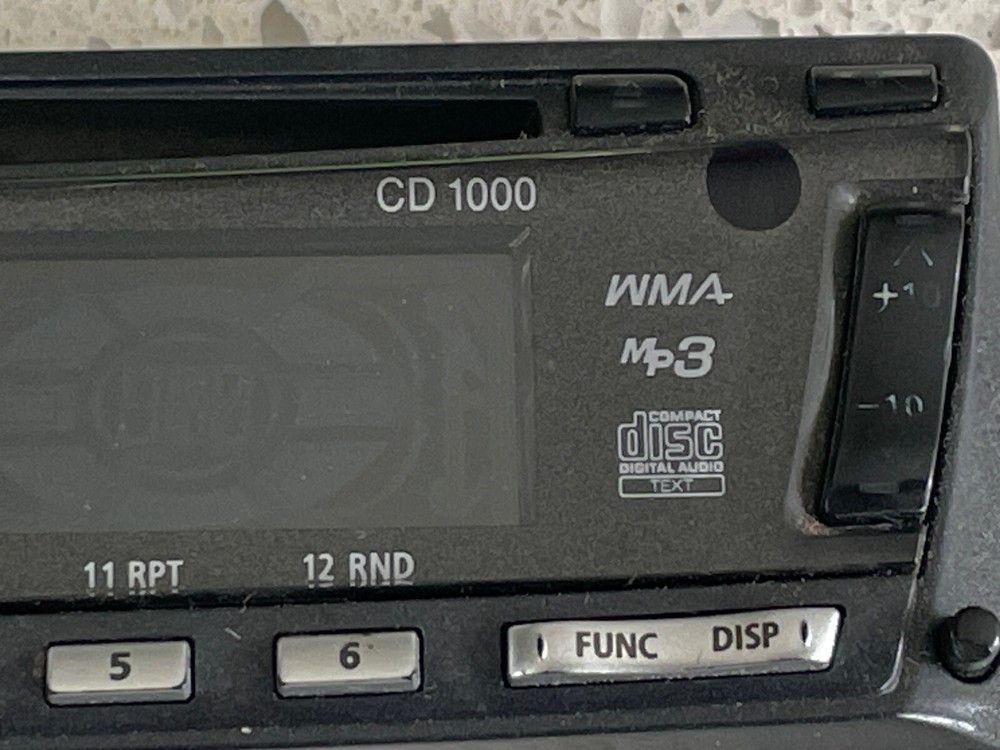 CD 1000
WMA
MP3
COMPACT
disc
DIGITAL AUDIO
TEXT
+10
-10
11 RPT
12 RND
5
6
FUNC DISP